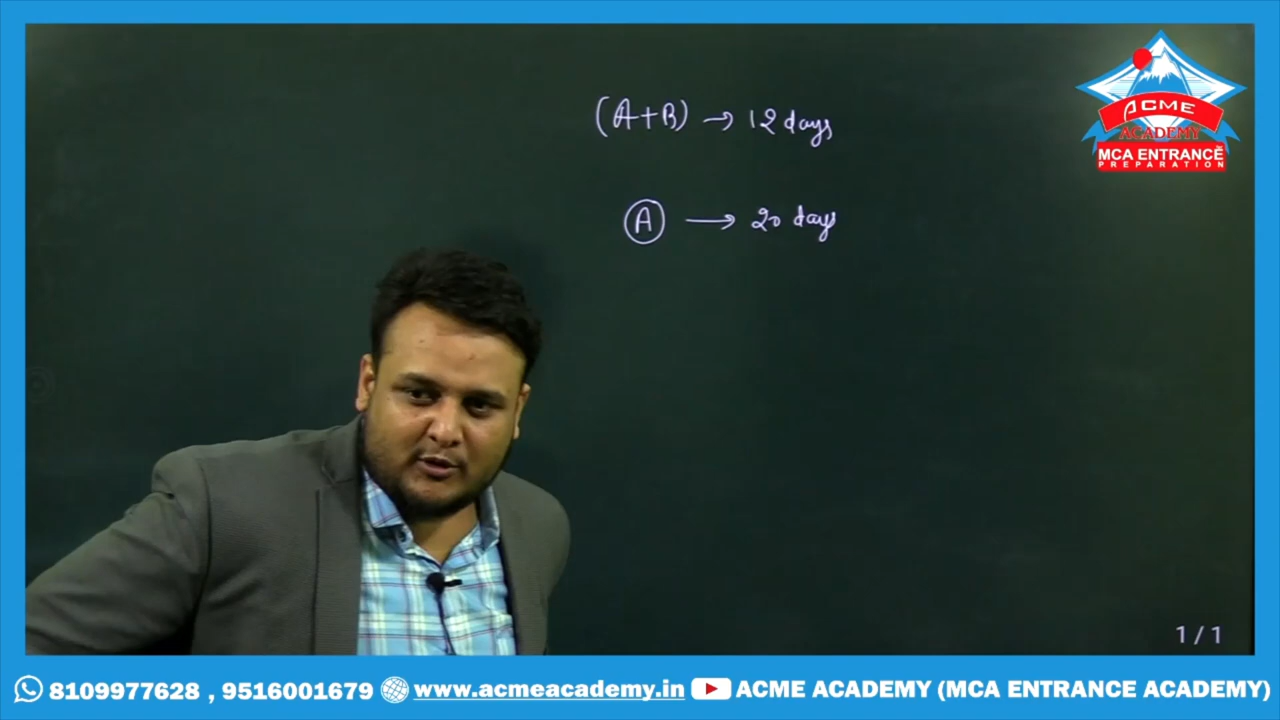 (A+B) → 12 days
A → 20 days
ACME
ACADEMY
MCA ENTRANCE
PREPARATION
1 / 1
8109977628 , 9516001679 www.acmeacademy.in ACME ACADEMY (MCA ENTRANCE ACADEMY)